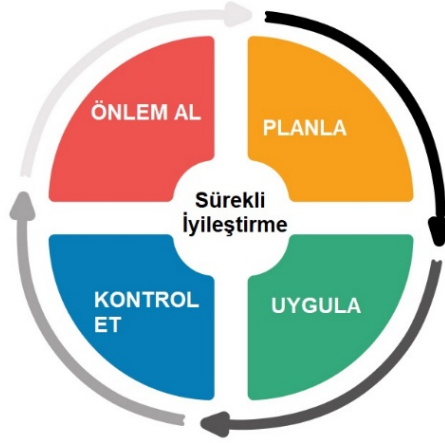 ÖNLEM AL
PLANLA
Sürekli
İyileştirme
KONTROL
ET
UYGULA